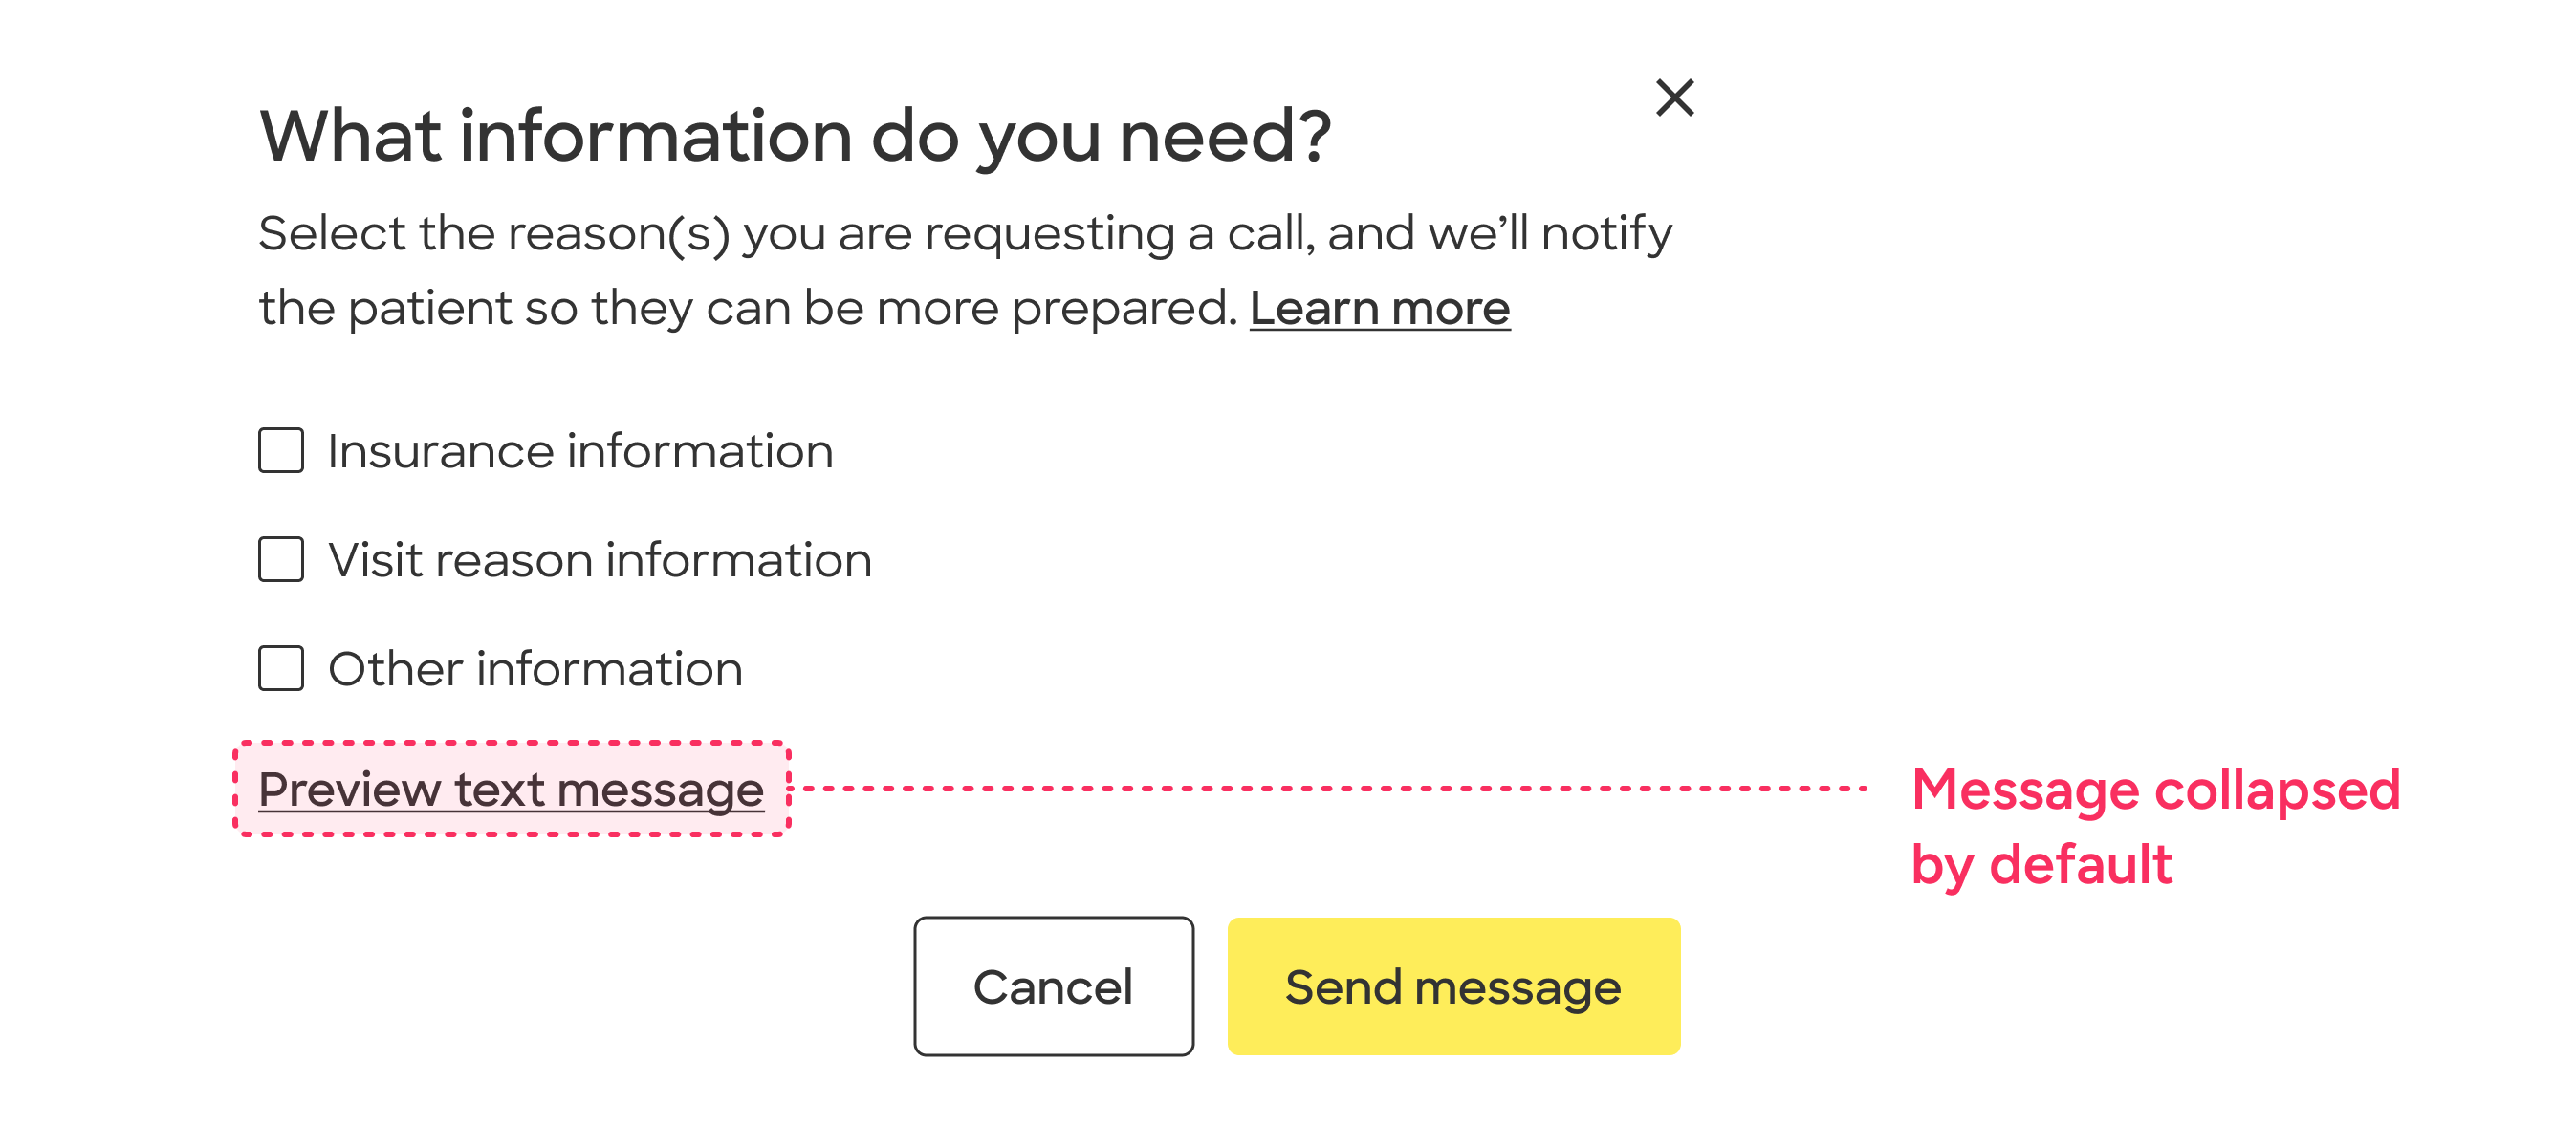 What information do you need?
Select the reason(s) you are requesting a call, and we’ll notify
the patient so they can be more prepared. Learn more
Insurance information
Visit reason information
Other information
Preview text message
Message collapsed
by default
Cancel
Send message